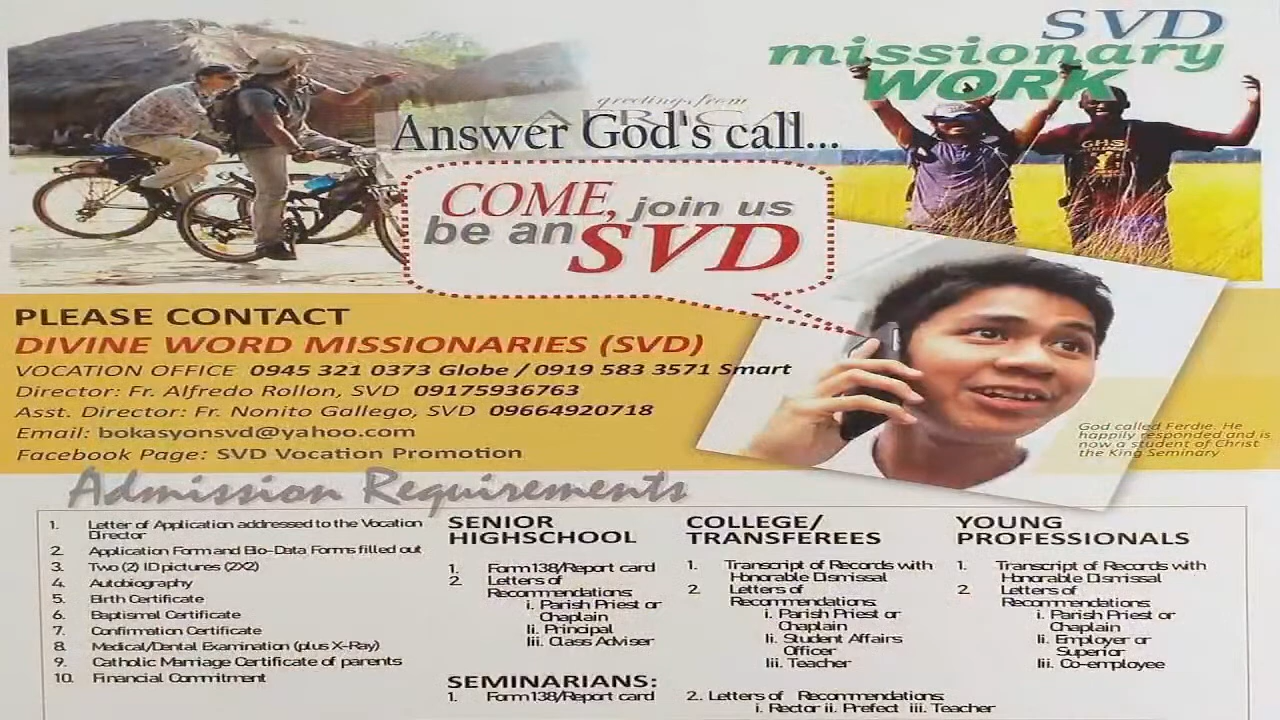 SVD
missionary
WORK
greetings from
AFRICA
Answer God's call...
GHS
COME, join us
be an SVD
PLEASE CONTACT
DIVINE WORD MISSIONARIES (SVD)
VOCATION OFFICE 0945 321 0373 Globe / 0919 583 3571 Smart
Director: Fr. Alfredo Rollon, SVD 09175936763
Asst. Director: Fr. Nonito Gallego, SVD 09664920718
Email: bokasyonsvd@yahoo.com
Facebook Page: SVD Vocation Promotion
God called Ferdie. He
happily responded and is
now a student of Christ
the King Seminary
Admission Requirements
1. Letter of Application addressed to the Vocation
Director
2. Application Form and Bio-Data Forms filled out
3. Two (2) ID pictures (2X2)
4. Autobiography
5. Birth Certificate
6. Baptismal Certificate
7. Confirmation Certificate
8. Medical/Dental Examination (plus X-Ray)
9. Catholic Marriage Certificate of parents
10. Financial Commitment
SENIOR
HIGHSCHOOL
1. Form 138/Report card
2. Letters of
Recommendations:
i. Parish Priest or
Chaplain
Ii. Principal
Iii. Class Adviser
COLLEGE/
TRANSFEREES
1. Transcript of Records with
Honorable Dismissal
2. Letters of
Recommendations:
i. Parish Priest or
Chaplain
Ii. Student Affairs
Officer
Iii. Teacher
YOUNG
PROFESSIONALS
1. Transcript of Records with
Honorable Dismissal
2. Letters of
Recommendations:
i. Parish Priest or
Chaplain
Ii. Employer or
Superior
Iii. Co-employee
SEMINARIANS:
1. Form 138/Report card
2. Letters of Recommendations:
i. Rector ii. Prefect iii. Teacher